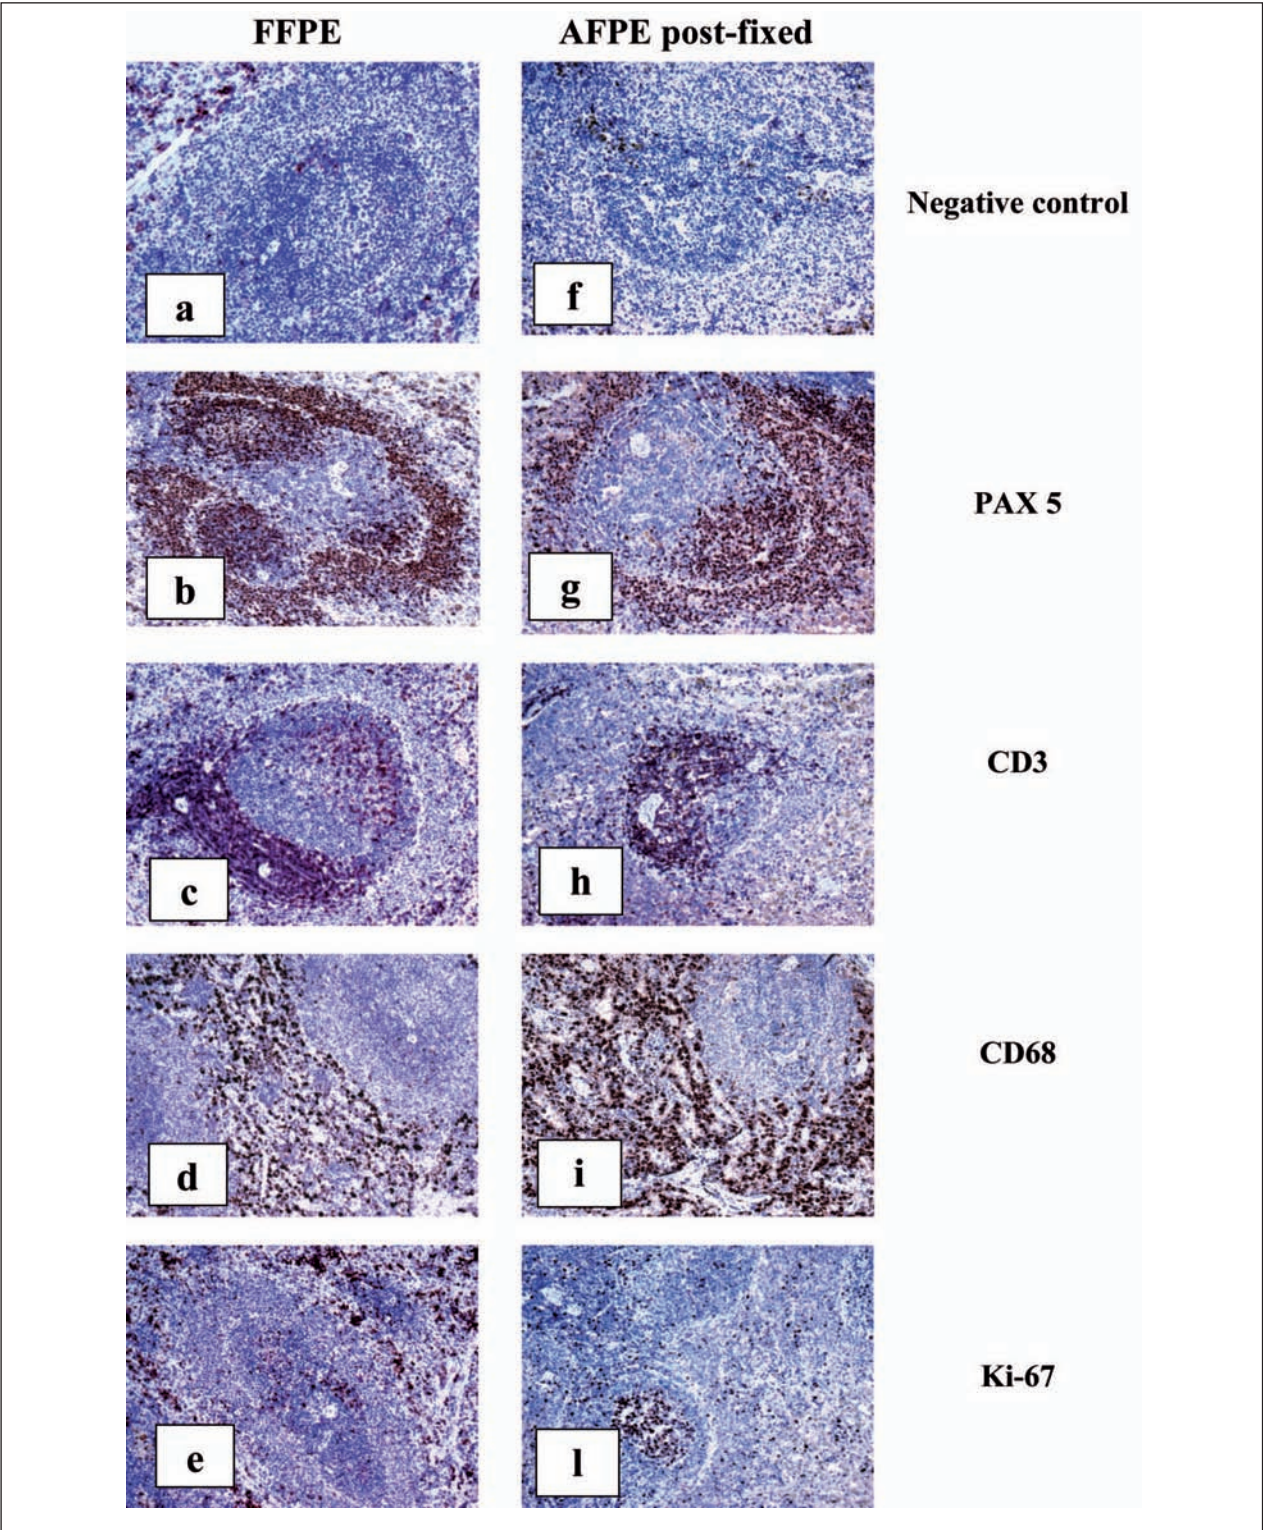 FFPE AFPE post-fixed
a f Negative control
b g PAX 5
c h CD3
d i CD68
e l Ki-67